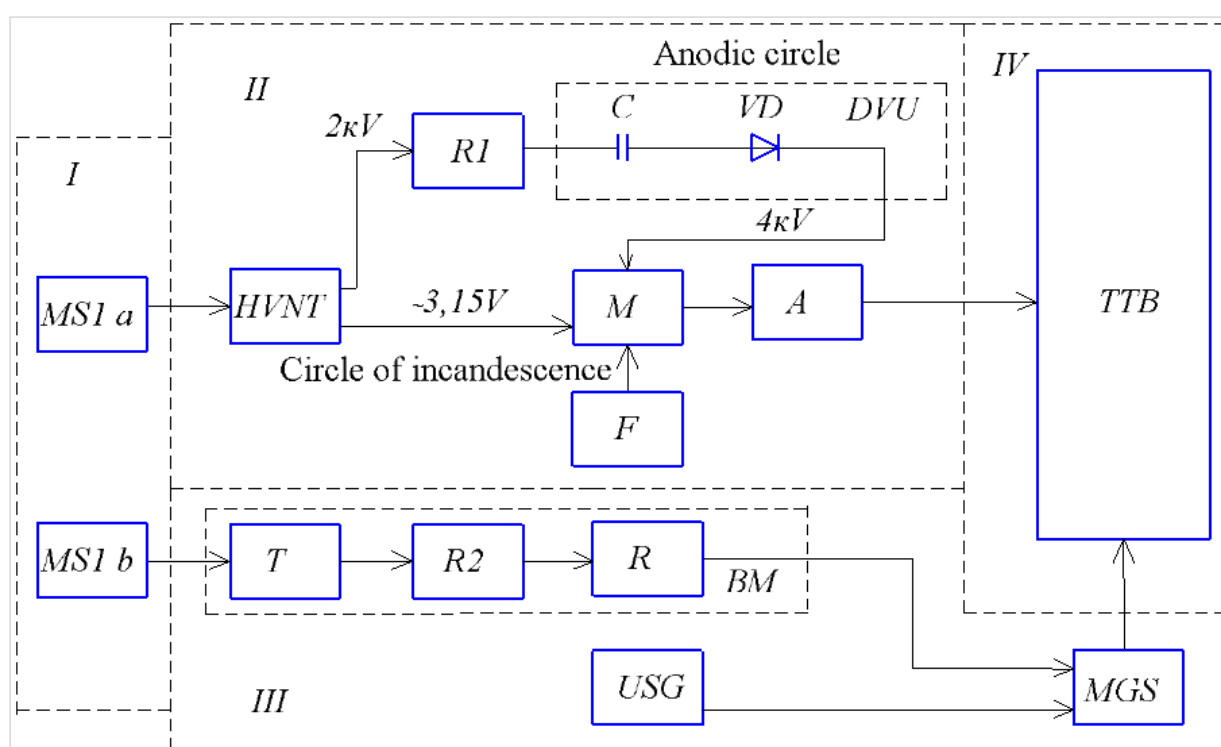 Anodic circle
II
IV
C
VD
DVU
2кV
R1
I
4кV
MS1 a
HVNT
~3,15V
M
A
TTB
Circle of incandescence
F
MS1 b
T
R2
R
BM
USG
MGS
III